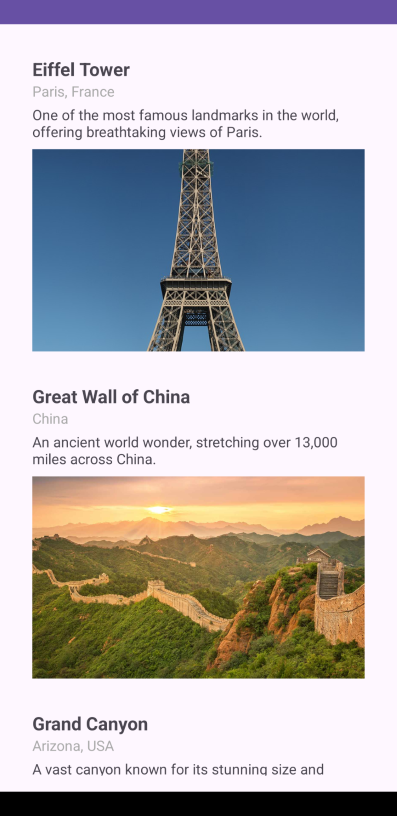 Eiffel Tower
Paris, France
One of the most famous landmarks in the world,
offering breathtaking views of Paris.
Great Wall of China
China
An ancient world wonder, stretching over 13,000
miles across China.
Grand Canyon
Arizona, USA
A vast canyon known for its stunning size and